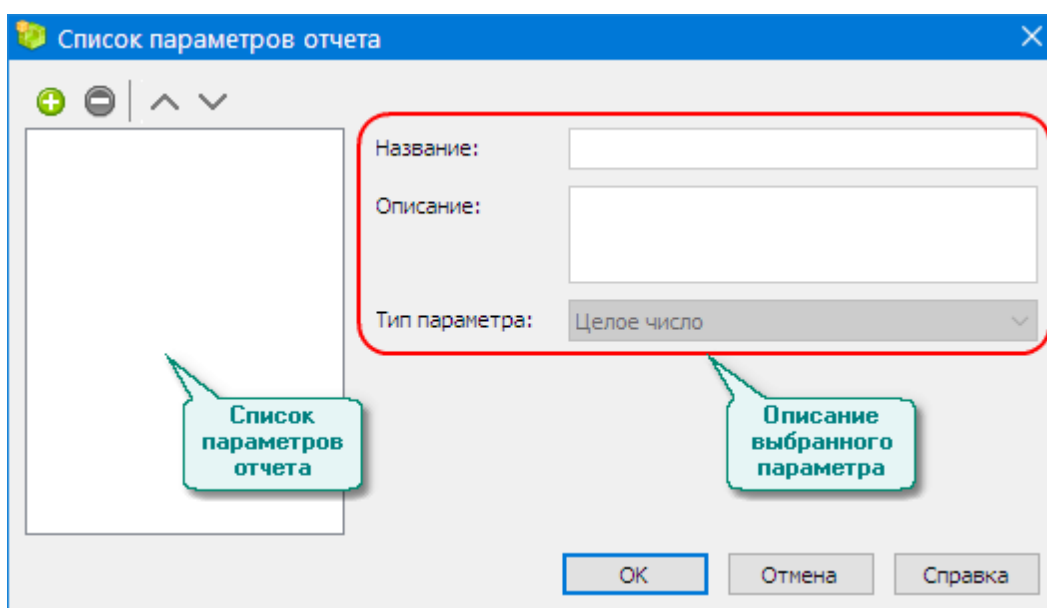 Список параметров отчета
Название:
Описание:
Тип параметра:
Целое число
Список
параметров
отчета
Описание
выбранного
параметра
ОК
Отмена
Справка